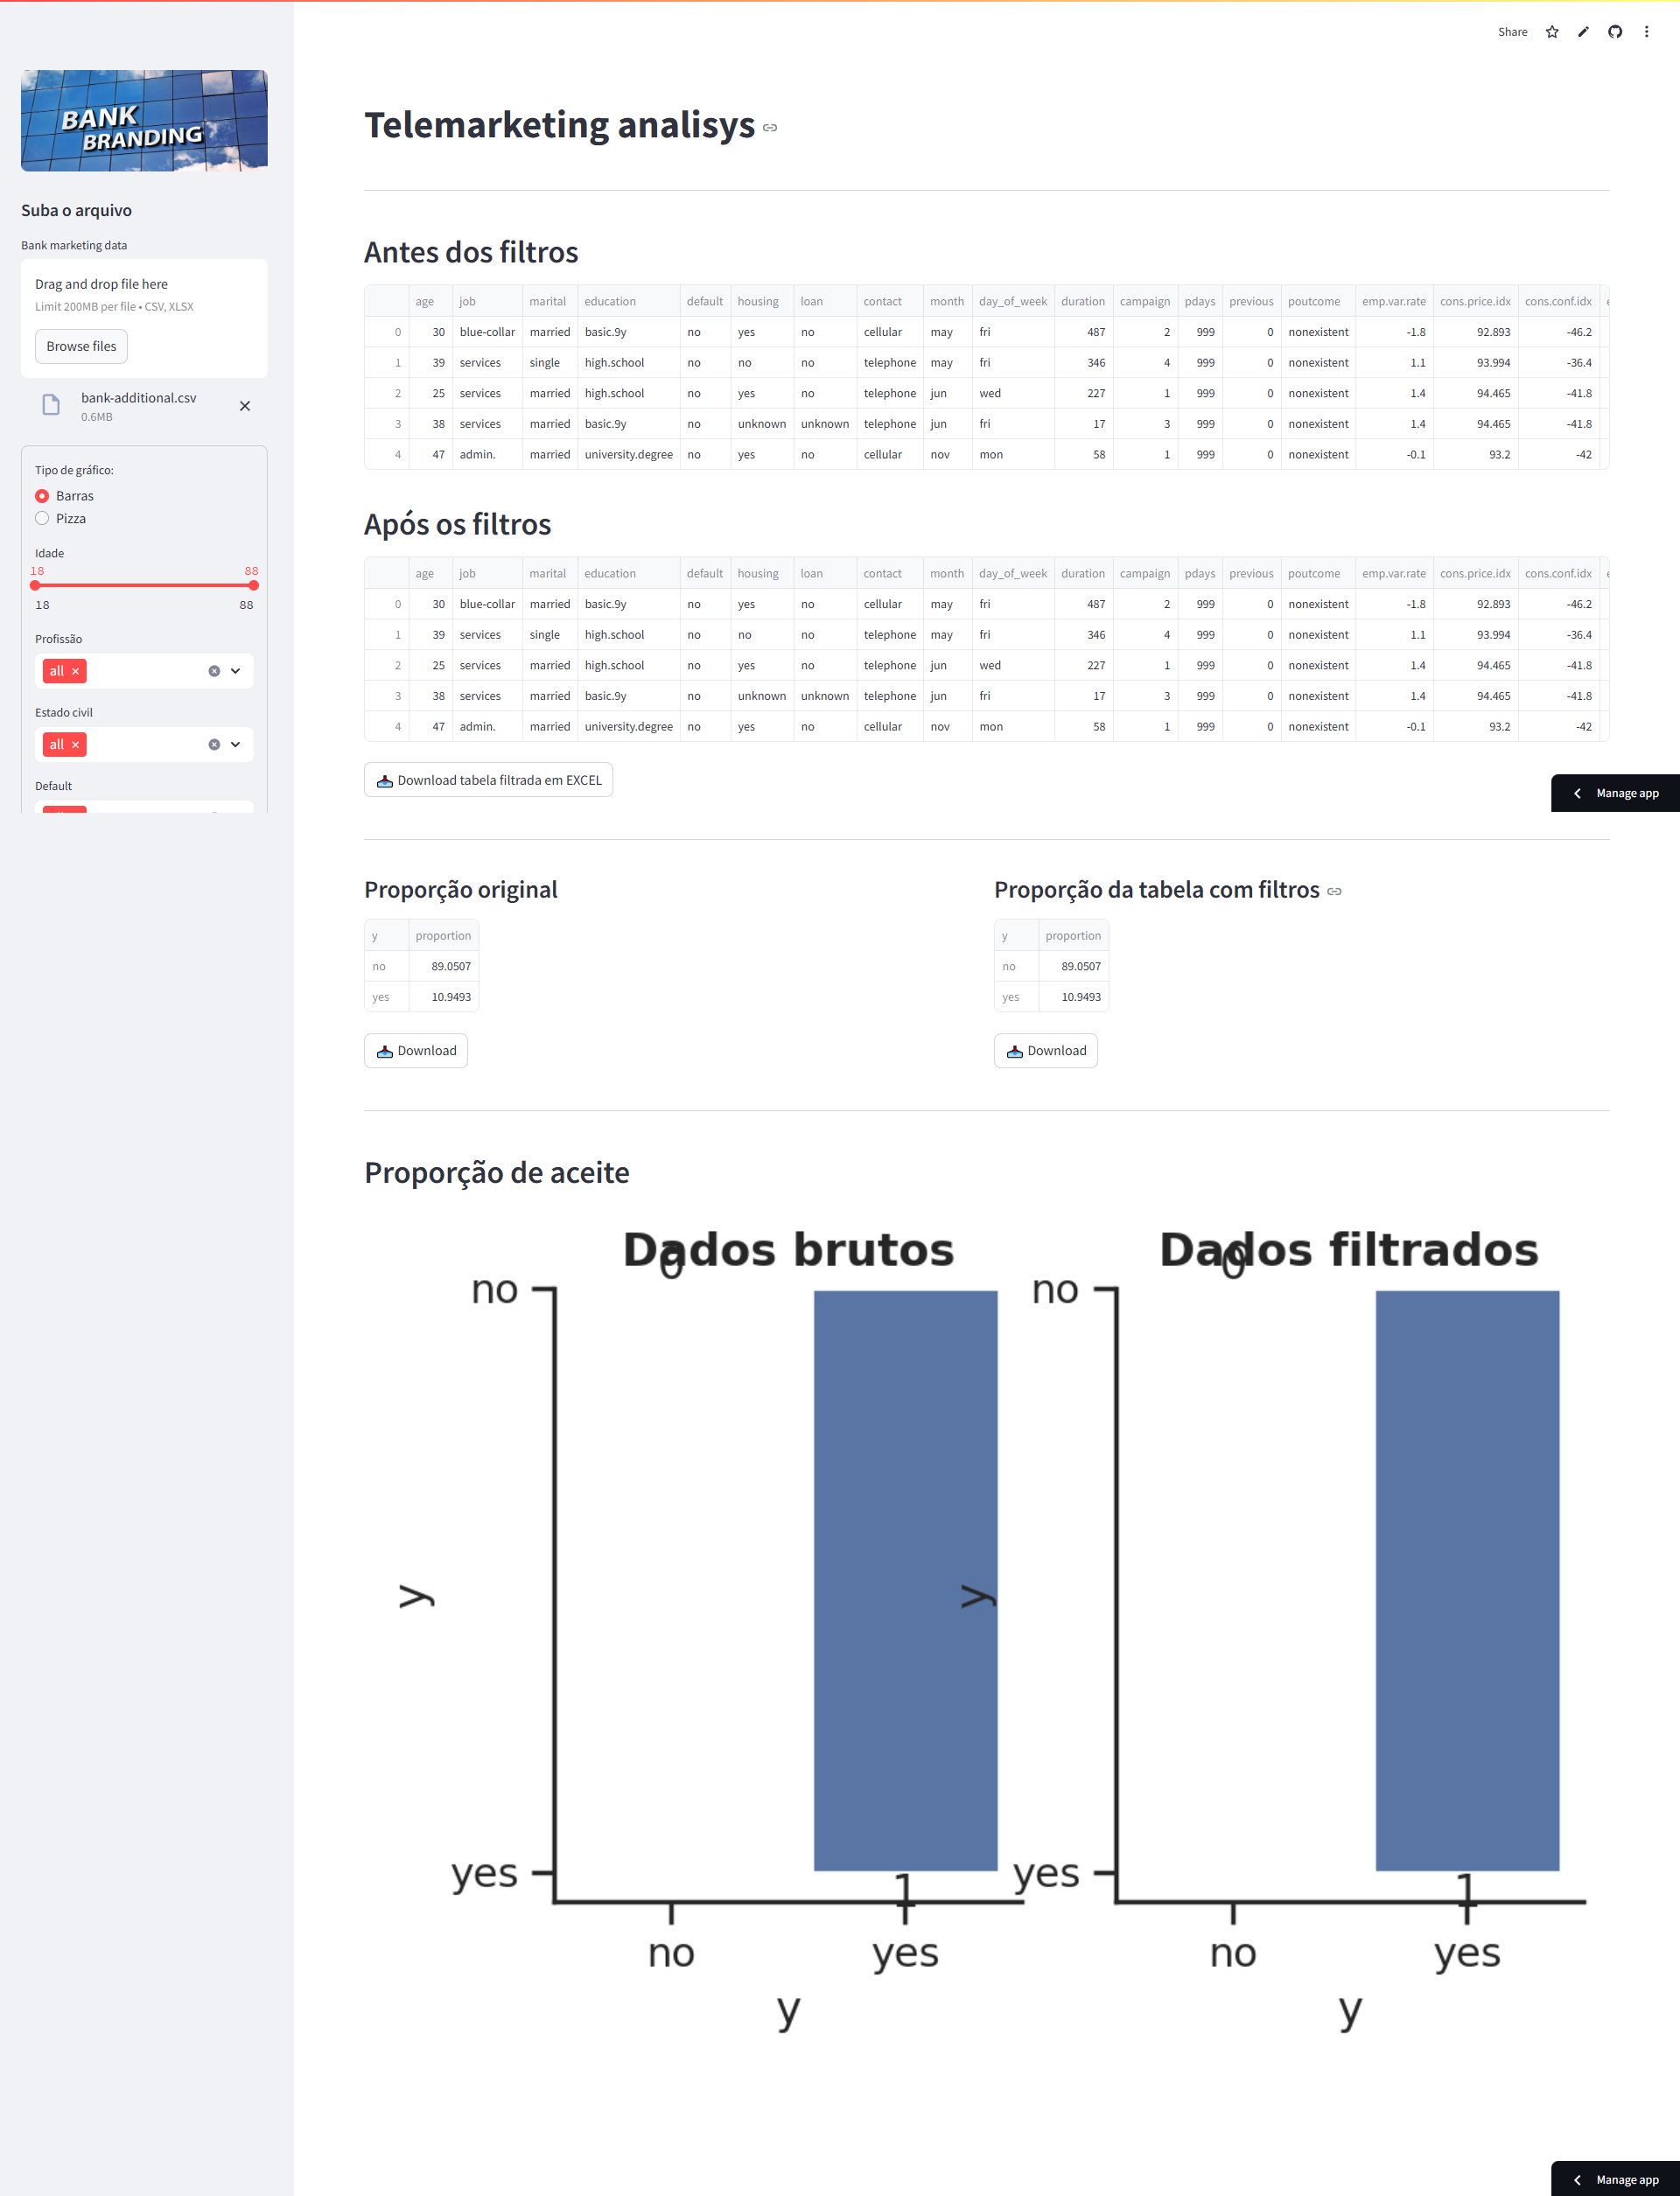 Share
BANK
BRANDING
Suba o arquivo
Bank marketing data
Drag and drop file here
Limit 200MB per file • CSV, XLSX
Browse files
bank-additional.csv
0.6MB
Tipo de gráfico:
Barras
Pizza
Idade
18 88
18 88
Profissão
all
Estado civil
all
Default
Telemarketing analisys
Antes dos filtros
age job marital education default housing loan contact month day_of_week duration campaign pdays previous poutcome emp.var.rate cons.price.idx cons.conf.idx
0 30 blue-collar married basic.9y no yes no cellular may fri 487 2 999 0 nonexistent -1.8 92.893 -46.2
1 39 services single high.school no no no telephone may fri 346 4 999 0 nonexistent 1.1 93.994 -36.4
2 25 services married high.school no yes no telephone jun wed 227 1 999 0 nonexistent 1.4 94.465 -41.8
3 38 services married basic.9y no unknown unknown telephone jun fri 17 3 999 0 nonexistent 1.4 94.465 -41.8
4 47 admin. married university.degree no yes no cellular nov mon 58 1 999 0 nonexistent -0.1 93.2 -42
Após os filtros
age job marital education default housing loan contact month day_of_week duration campaign pdays previous poutcome emp.var.rate cons.price.idx cons.conf.idx
0 30 blue-collar married basic.9y no yes no cellular may fri 487 2 999 0 nonexistent -1.8 92.893 -46.2
1 39 services single high.school no no no telephone may fri 346 4 999 0 nonexistent 1.1 93.994 -36.4
2 25 services married high.school no yes no telephone jun wed 227 1 999 0 nonexistent 1.4 94.465 -41.8
3 38 services married basic.9y no unknown unknown telephone jun fri 17 3 999 0 nonexistent 1.4 94.465 -41.8
4 47 admin. married university.degree no yes no cellular nov mon 58 1 999 0 nonexistent -0.1 93.2 -42
Download tabela filtrada em EXCEL
Manage app
Proporção original
y proportion
no 89.0507
yes 10.9493
Download
Proporção da tabela com filtros
y proportion
no 89.0507
yes 10.9493
Download
Proporção de aceite
Dados brutos
0
no
y
yes
1
no yes
y
Dados filtrados
0
no
y
yes
1
no yes
y
Manage app